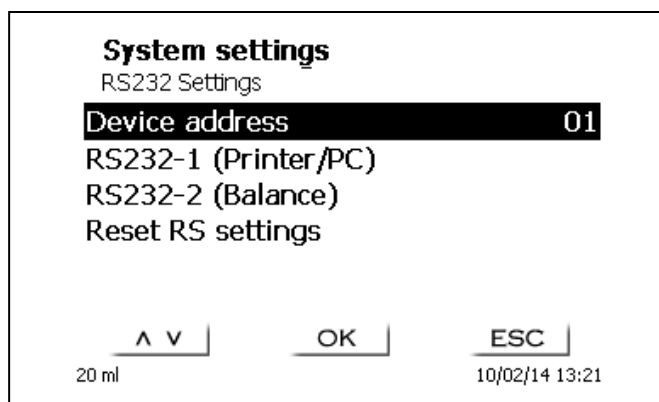 System settings
RS232 Settings
Device address 01
RS232-1 (Printer/PC)
RS232-2 (Balance)
Reset RS settings
∧ ∨ OK ESC
20 ml 10/02/14 13:21